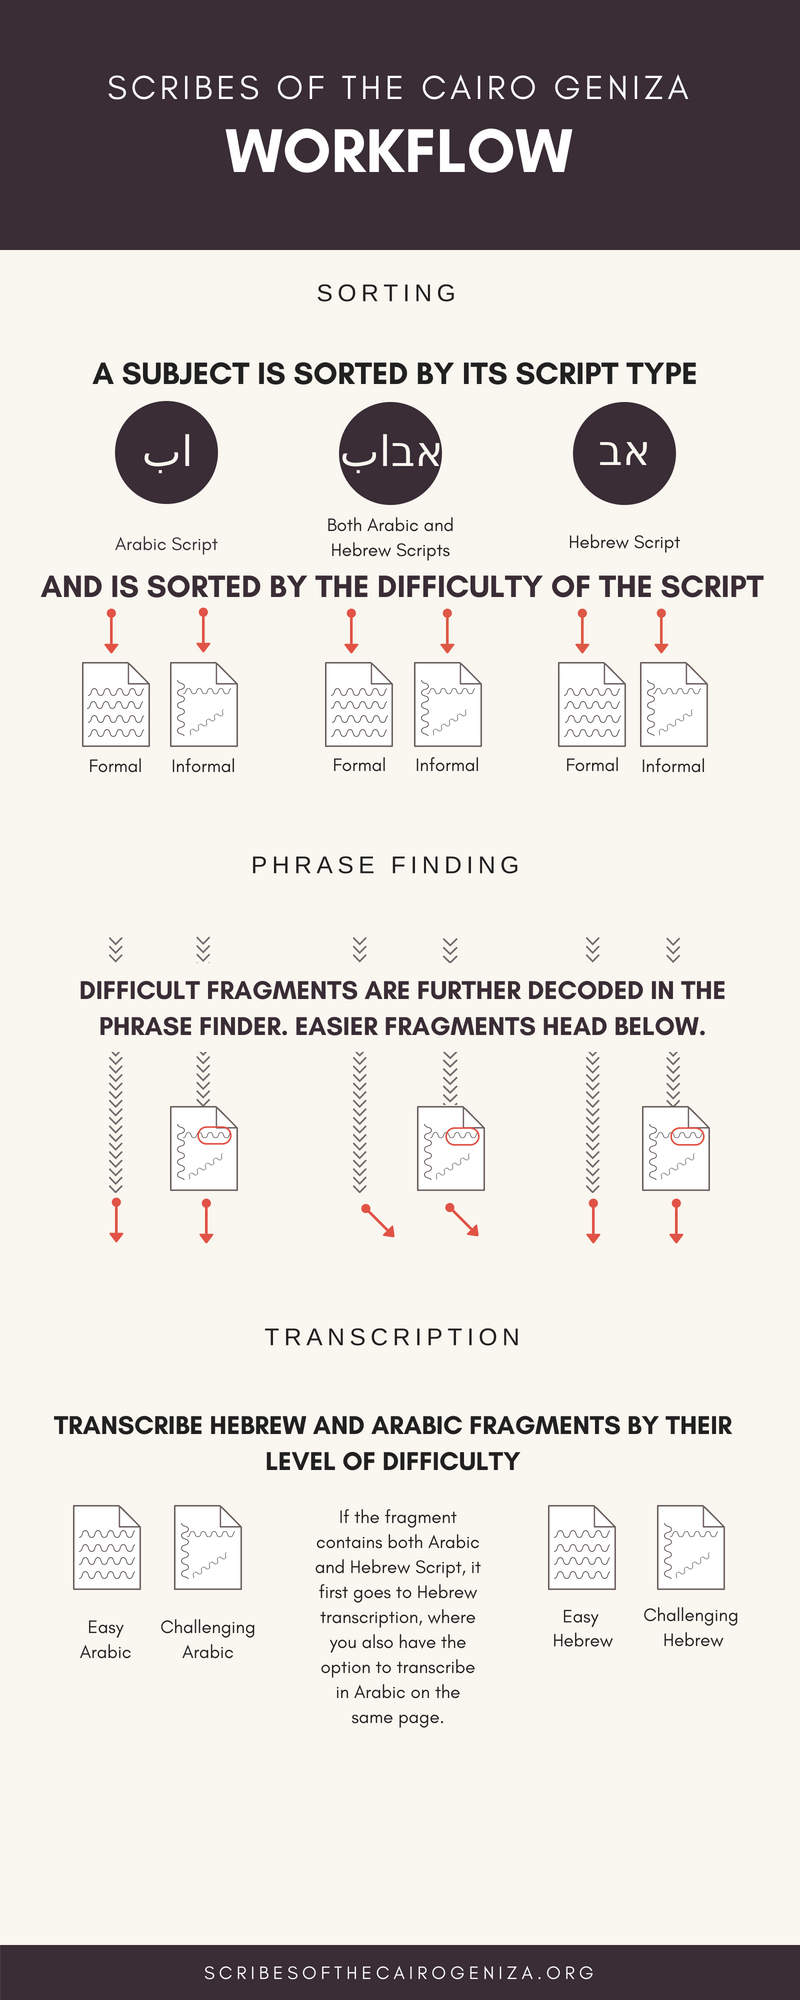 SCRIBES OF THE CAIRO GENIZA
WORKFLOW
SORTING
A SUBJECT IS SORTED BY ITS SCRIPT TYPE
اب
אבاب
אב
Arabic Script
Both Arabic and
Hebrew Scripts
Hebrew Script
AND IS SORTED BY THE DIFFICULTY OF THE SCRIPT
Formal
Informal
Formal
Informal
Formal
Informal
PHRASE FINDING
DIFFICULT FRAGMENTS ARE FURTHER DECODED IN THE
PHRASE FINDER. EASIER FRAGMENTS HEAD BELOW.
TRANSCRIPTION
TRANSCRIBE HEBREW AND ARABIC FRAGMENTS BY THEIR
LEVEL OF DIFFICULTY
Easy
Arabic
Challenging
Arabic
If the fragment
contains both Arabic
and Hebrew Script, it
first goes to Hebrew
transcription, where
you also have the
option to transcribe
in Arabic on the
same page.
Easy
Hebrew
Challenging
Hebrew
SCRIBESOFTHECAIROGENIZA.ORG